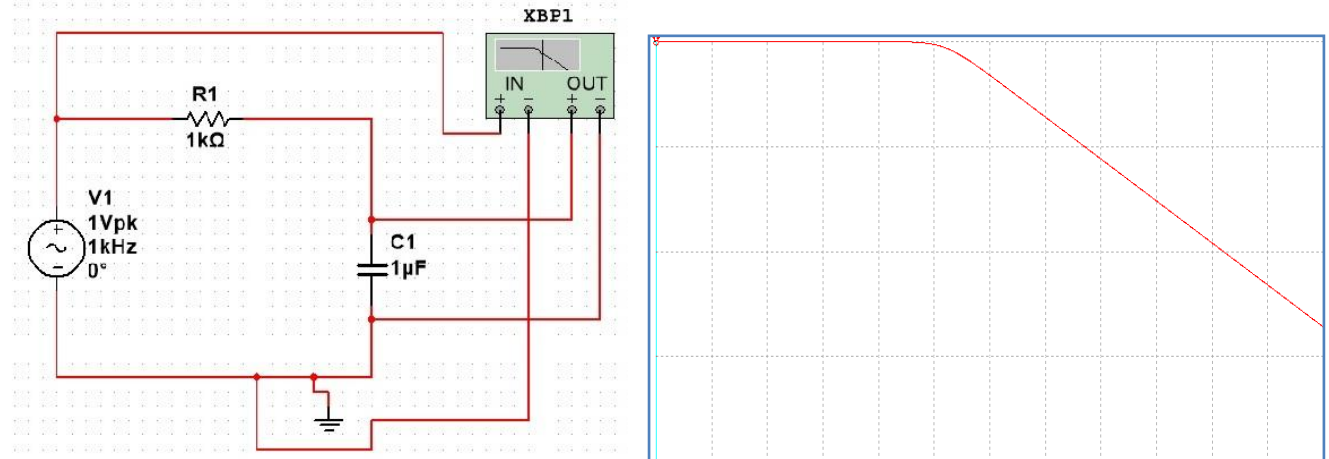 XBP1
IN OUT
+ − + −
R1
1kΩ
V1
1Vpk
1kHz
0°
+
−
C1
1µF